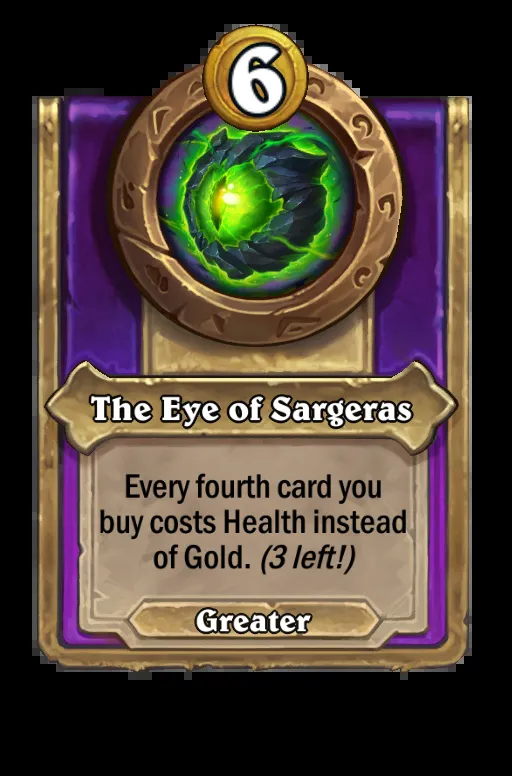 6
The Eye of Sargeras
Every fourth card you
buy costs Health instead
of Gold. (3 left!)
Greater